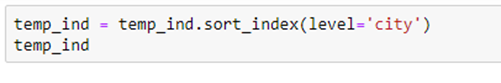 temp_ind = temp_ind.sort_index(level='city')
temp_ind